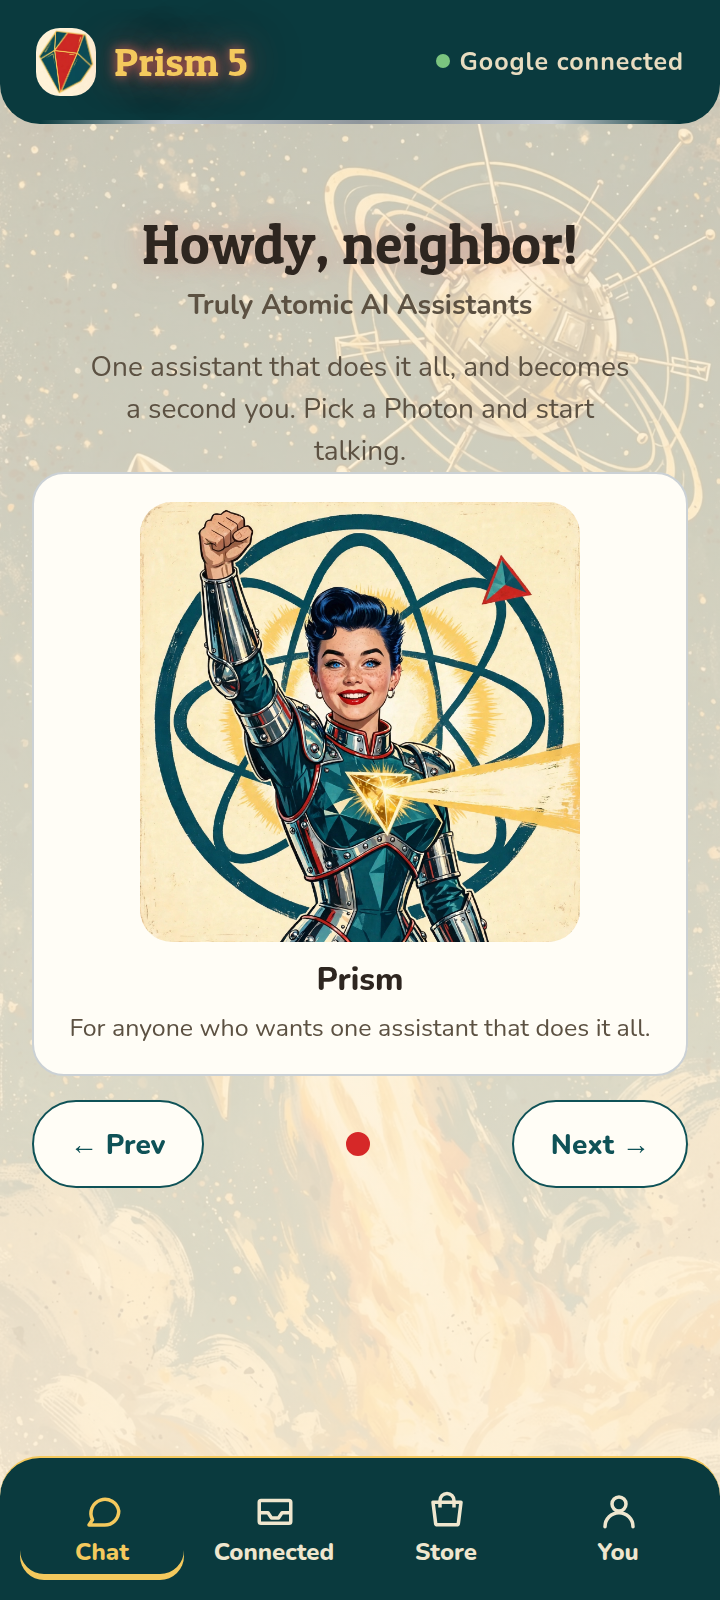 Prism 5
Google connected
Howdy, neighbor!
Truly Atomic AI Assistants
One assistant that does it all, and becomes
a second you. Pick a Photon and start
talking.
Prism
For anyone who wants one assistant that does it all.
← Prev
Next →
Chat
Connected
Store
You